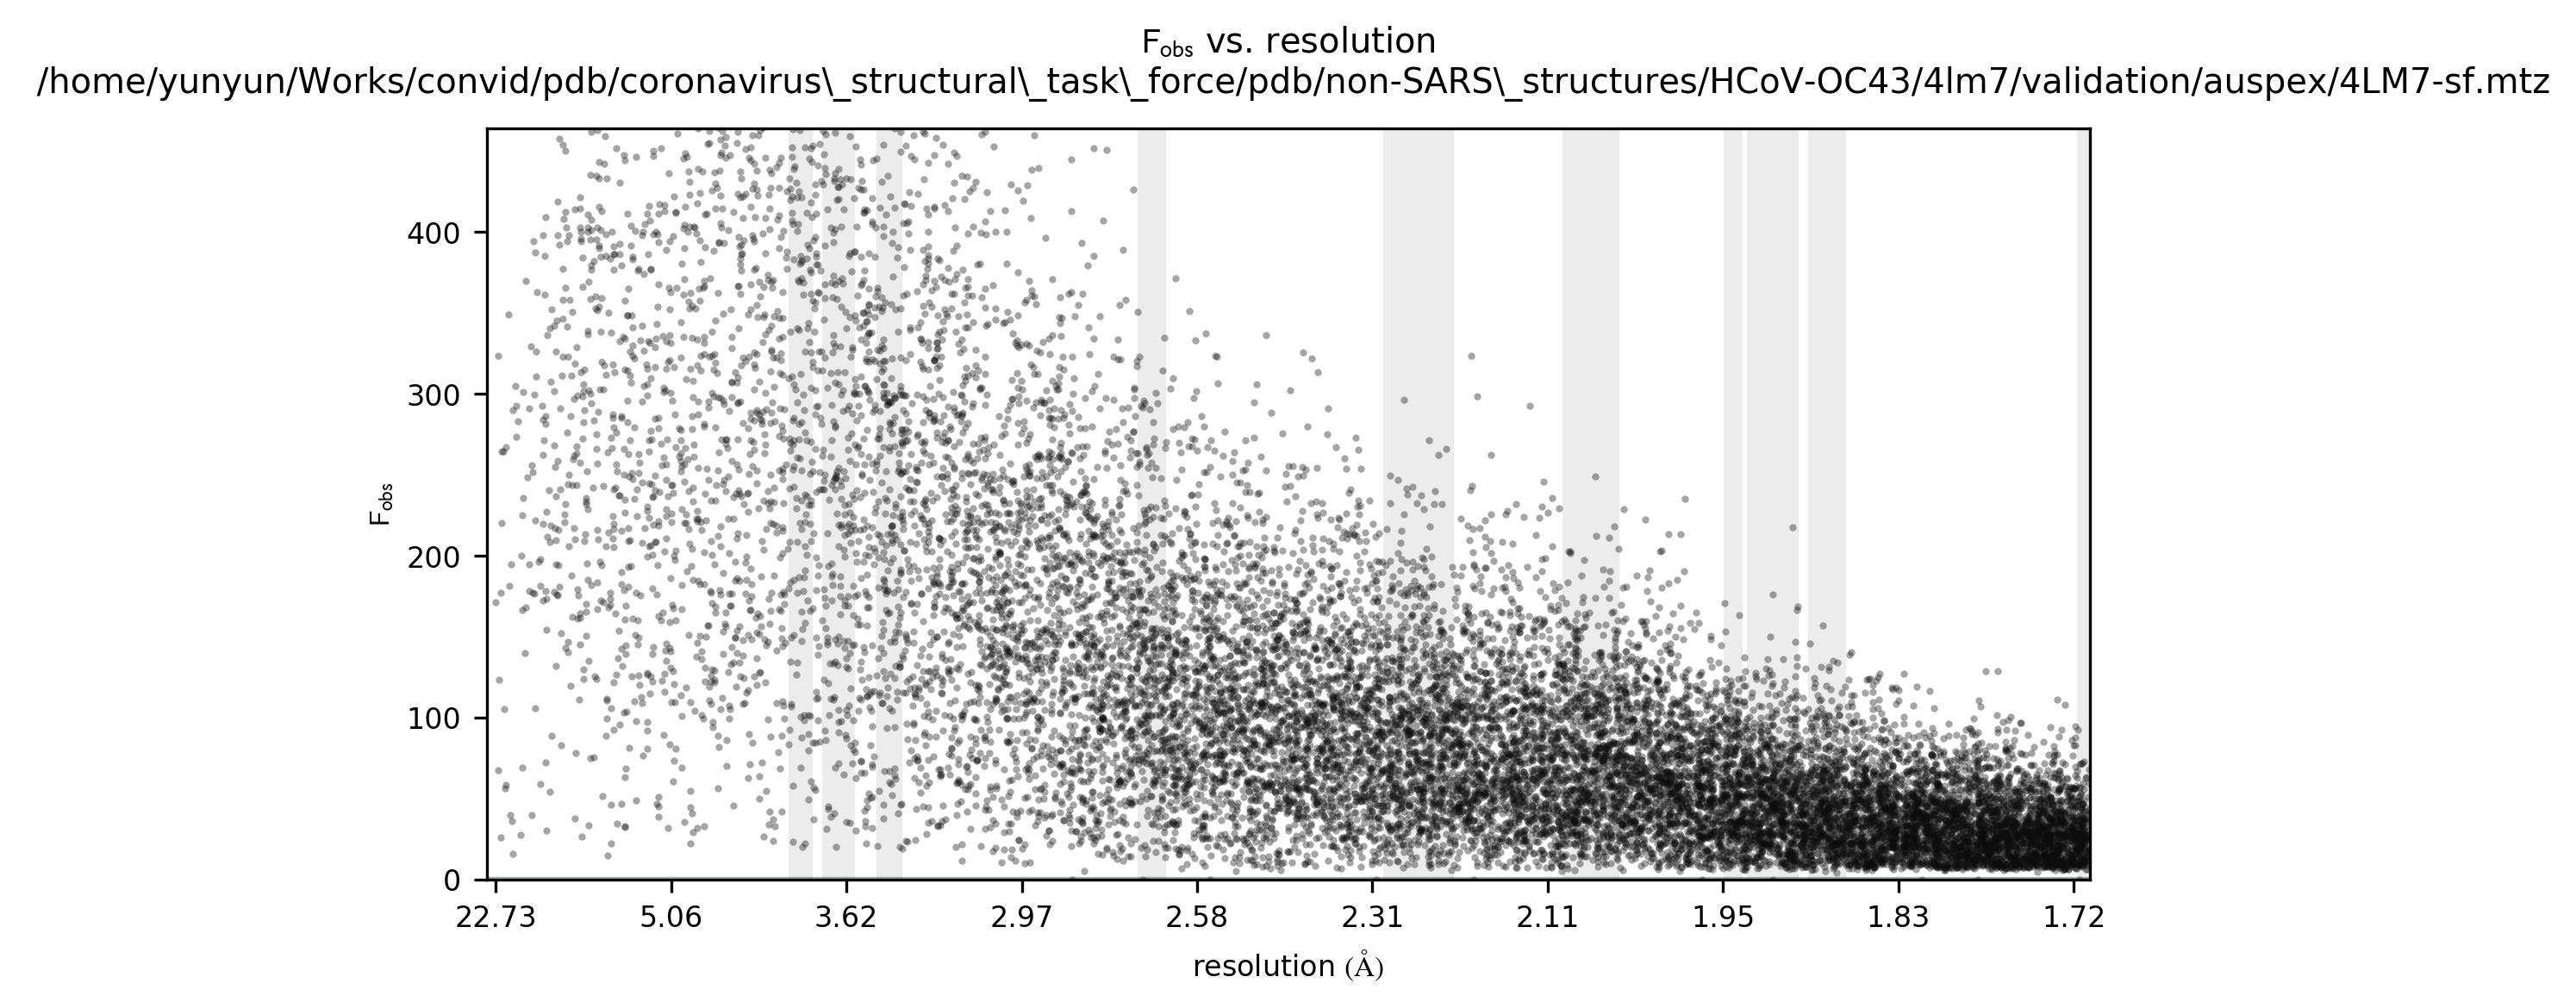 F_obs vs. resolution
/home/yunyun/Works/convid/pdb/coronavirus\_structural\_task\_force/pdb/non-SARS\_structures/HCoV-OC43/4lm7/validation/auspex/4LM7-sf.mtz
F_obs
400
300
200
100
0
22.73 5.06 3.62 2.97 2.58 2.31 2.11 1.95 1.83 1.72
resolution (Å)